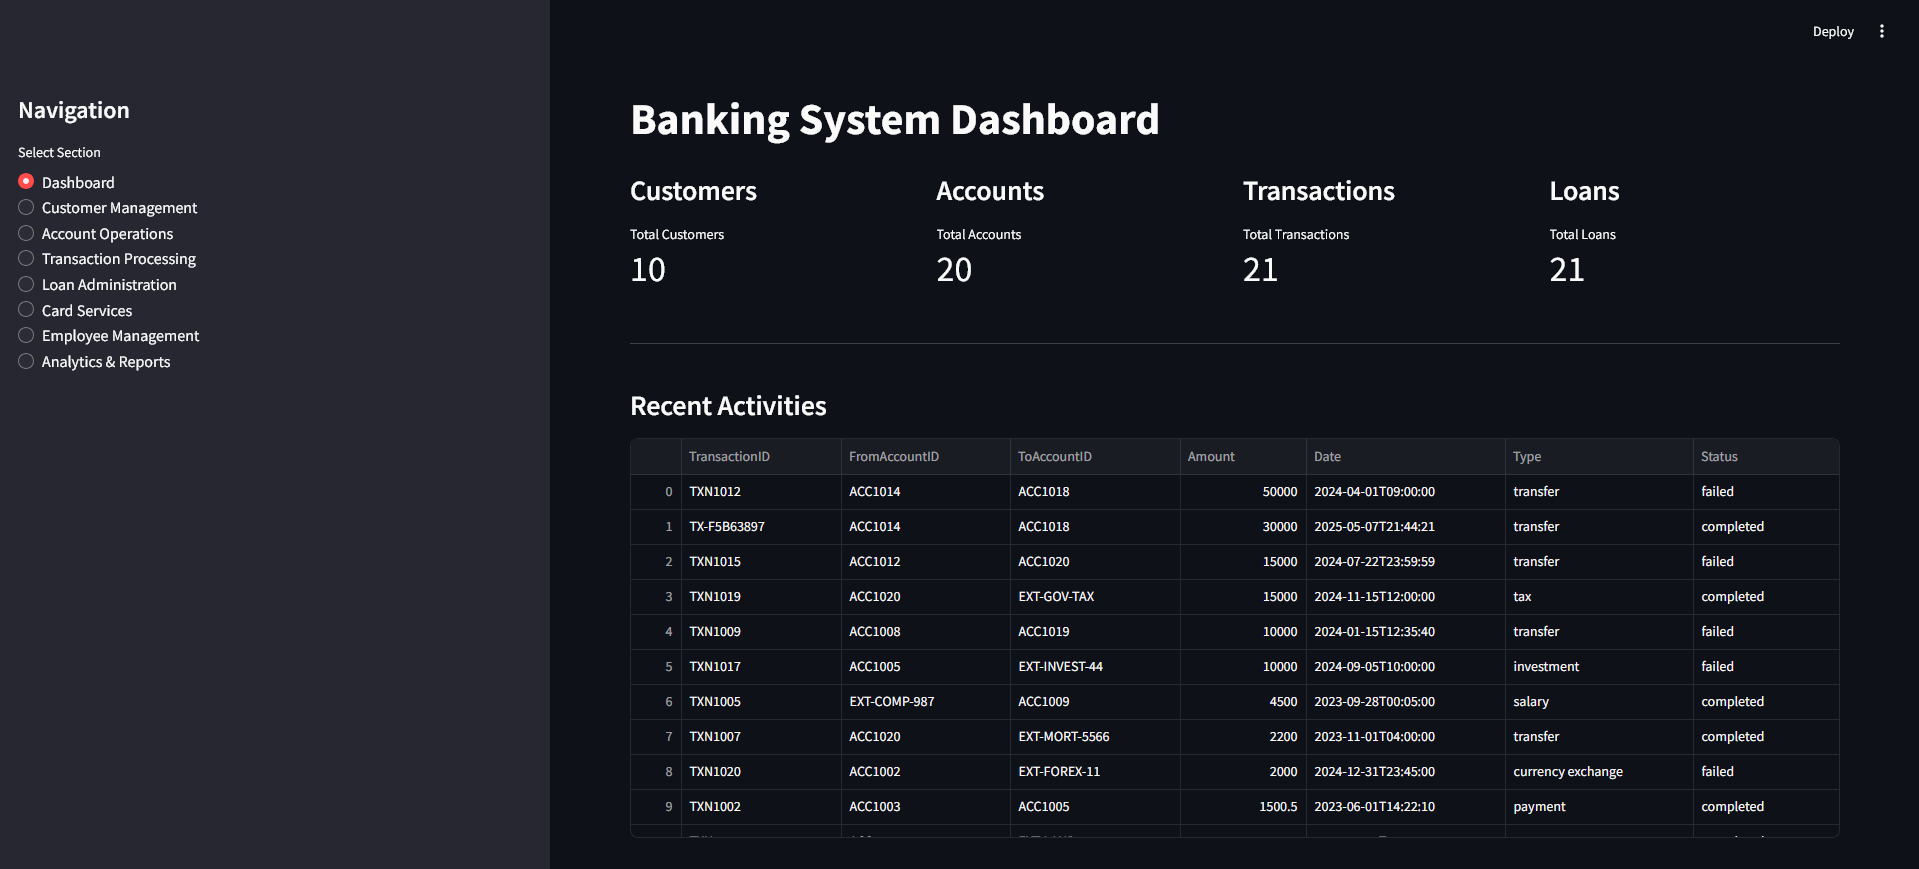 Deploy
Navigation
Select Section
Dashboard
Customer Management
Account Operations
Transaction Processing
Loan Administration
Card Services
Employee Management
Analytics & Reports
Banking System Dashboard
Customers Accounts Transactions Loans
Total Customers Total Accounts Total Transactions Total Loans
10 20 21 21
Recent Activities
TransactionID FromAccountID ToAccountID Amount Date Type Status
0 TXN1012 ACC1014 ACC1018 50000 2024-04-01T09:00:00 transfer failed
1 TX-F5B63897 ACC1014 ACC1018 30000 2025-05-07T21:44:21 transfer completed
2 TXN1015 ACC1012 ACC1020 15000 2024-07-22T23:59:59 transfer failed
3 TXN1019 ACC1020 EXT-GOV-TAX 15000 2024-11-15T12:00:00 tax completed
4 TXN1009 ACC1008 ACC1019 10000 2024-01-15T12:35:40 transfer failed
5 TXN1017 ACC1005 EXT-INVEST-44 10000 2024-09-05T10:00:00 investment failed
6 TXN1005 EXT-COMP-987 ACC1009 4500 2023-09-28T00:05:00 salary completed
7 TXN1007 ACC1020 EXT-MORT-5566 2200 2023-11-01T04:00:00 transfer completed
8 TXN1020 ACC1002 EXT-FOREX-11 2000 2024-12-31T23:45:00 currency exchange failed
9 TXN1002 ACC1003 ACC1005 1500.5 2023-06-01T14:22:10 payment completed